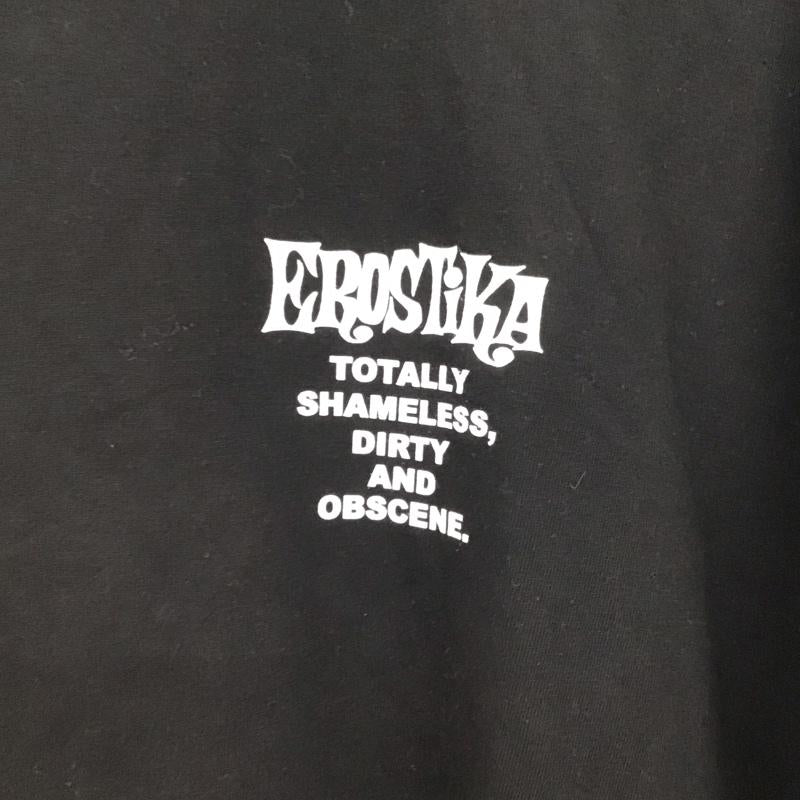 EROSTiKA
TOTALLY
SHAMELESS,
DIRTY
AND
OBSCENE.